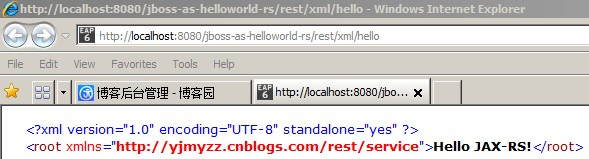 http://localhost:8080/jboss-as-helloworld-rs/rest/xml/hello - Windows Internet Explorer
EAP 6 http://localhost:8080/jboss-as-helloworld-rs/rest/xml/hello
File Edit View Favorites Tools Help
博客后台管理 - 博客园 EAP 6 http://localhost:8080/jbo...
<?xml version="1.0" encoding="UTF-8" standalone="yes" ?>
<root xmlns="http://yjmyzz.cnblogs.com/rest/service">Hello JAX-RS!</root>